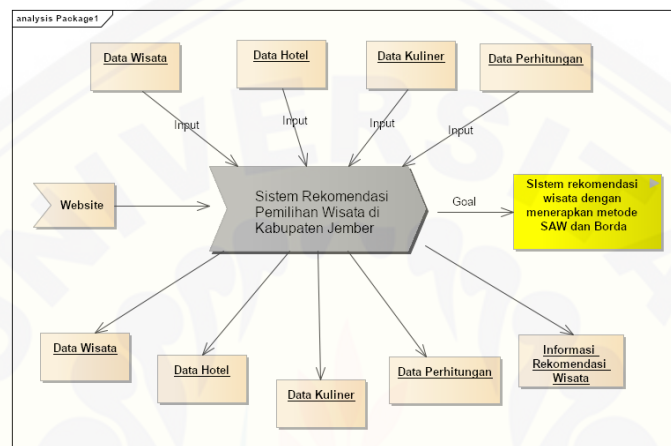 analysis Package1
Data Wisata
Data Hotel
Data Kuliner
Data Perhitungan
Input
Input
Input
Input
Website
Sistem Rekomendasi
Pemilihan Wisata di
Kabupaten Jember
Goal
SIstem rekomendasi
wisata dengan
menerapkan metode
SAW dan Borda
Data Wisata
Data Hotel
Data Kuliner
Data Perhitungan
Informasi
Rekomendasi
Wisata